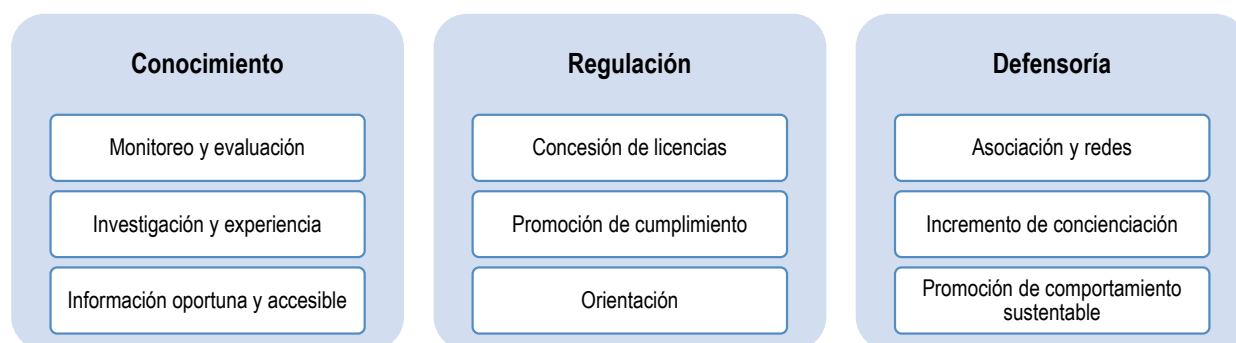 Conocimiento
Monitoreo y evaluación
Investigación y experiencia
Información oportuna y accesible
Regulación
Concesión de licencias
Promoción de cumplimiento
Orientación
Defensoría
Asociación y redes
Incremento de concienciación
Promoción de comportamiento
sustentable